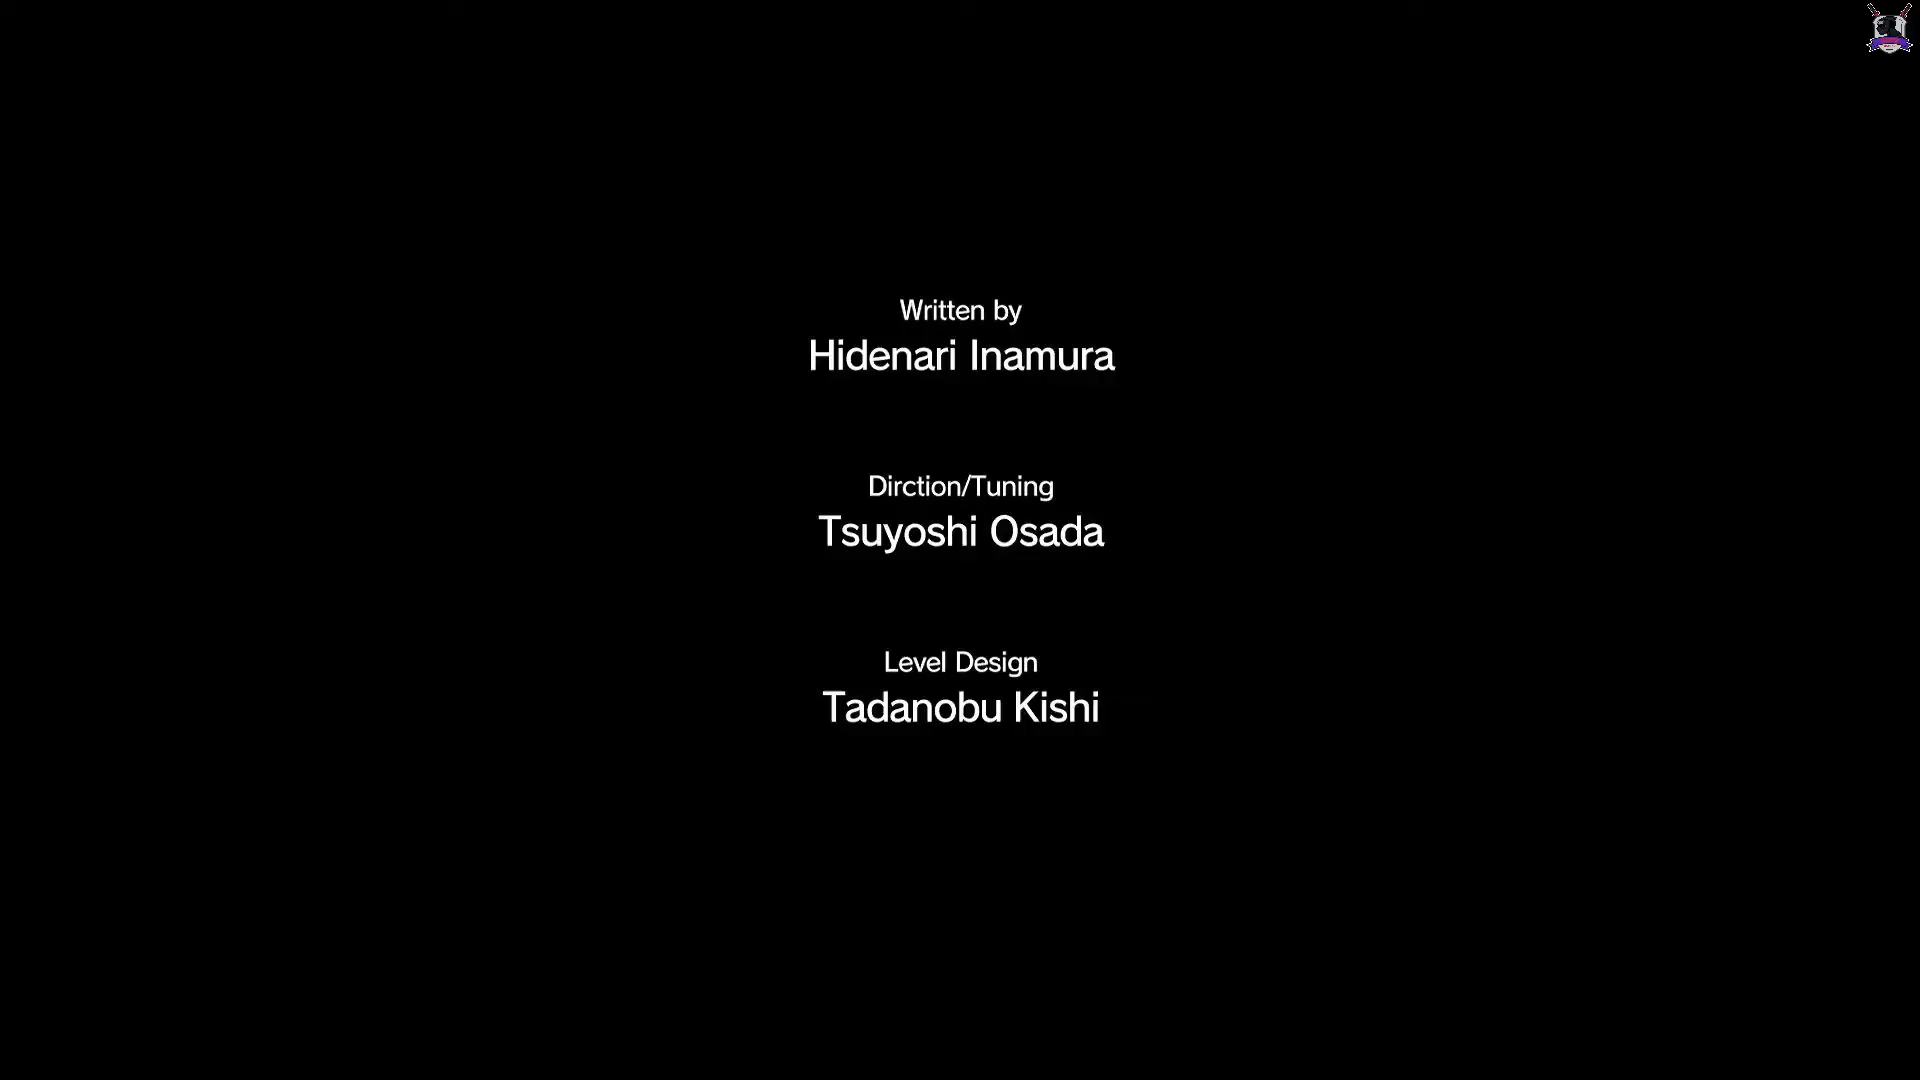 Written by
Hidenari Inamura
Dirction/Tuning
Tsuyoshi Osada
Level Design
Tadanobu Kishi